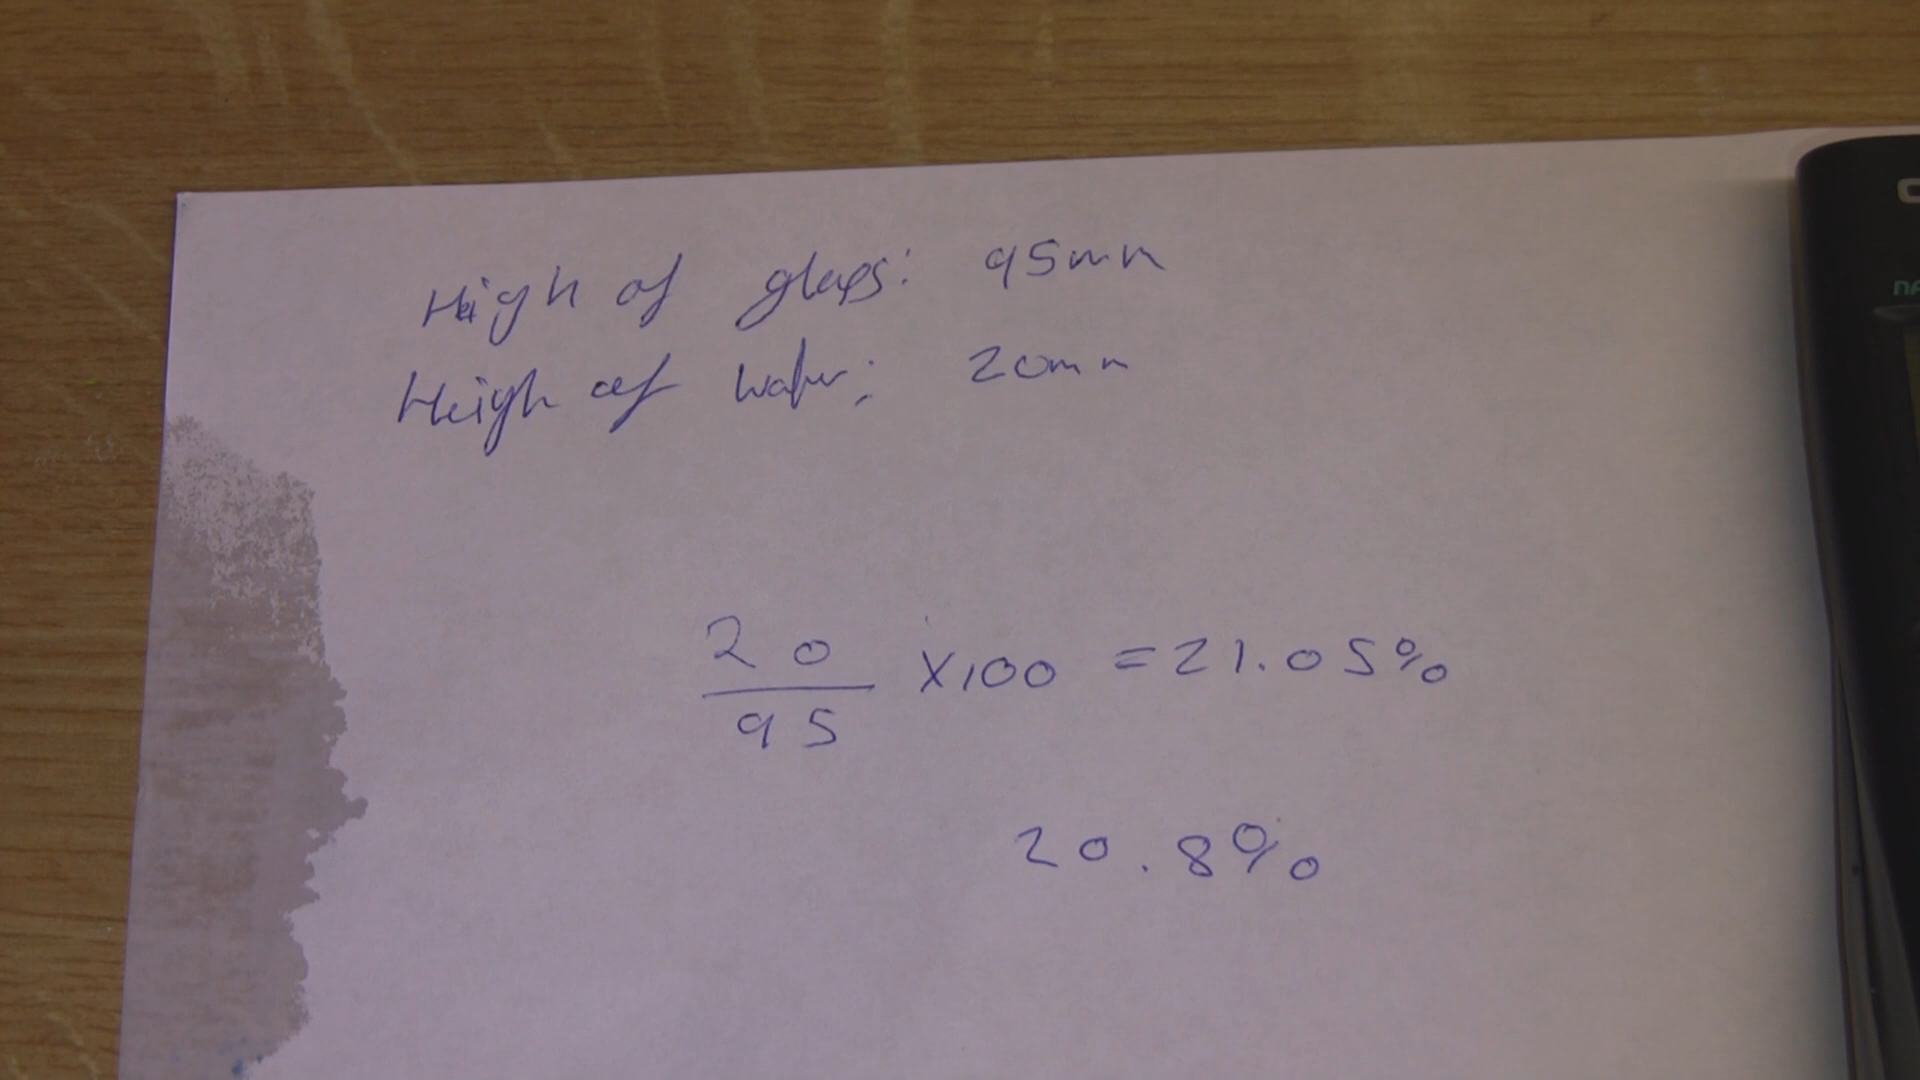 High of glass: 95mm
Heigh of water: 20mm
20
95
X100 = 21.05%
20.8%